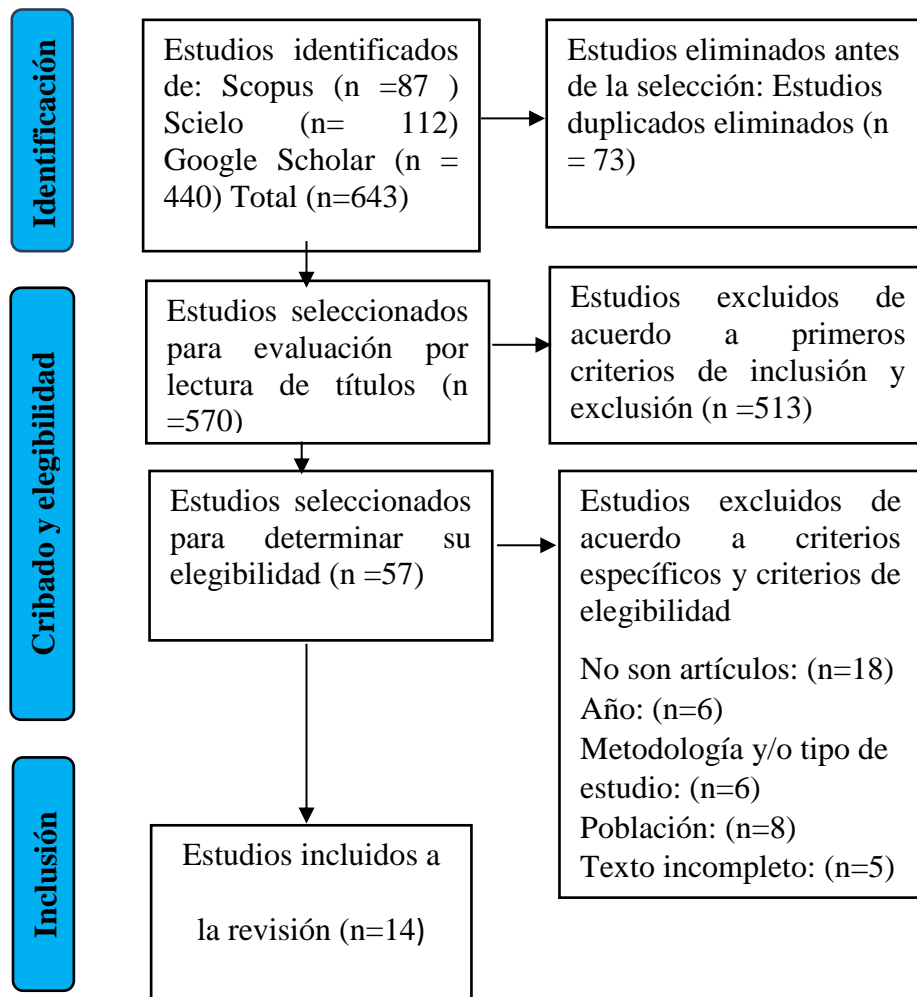 Identificación
Estudios identificados
de: Scopus (n =87 )
Scielo (n= 112)
Google Scholar (n =
440) Total (n=643)
Estudios eliminados antes
de la selección: Estudios
duplicados eliminados (n
= 73)
Cribado y elegibilidad
Estudios seleccionados
para evaluación por
lectura de títulos (n
=570)
Estudios excluidos de
acuerdo a primeros
criterios de inclusión y
exclusión (n =513)
Estudios seleccionados
para determinar su
elegibilidad (n =57)
Estudios excluidos de
acuerdo a criterios
específicos y criterios de
elegibilidad
No son artículos: (n=18)
Año: (n=6)
Metodología y/o tipo de
estudio: (n=6)
Población: (n=8)
Texto incompleto: (n=5)
Inclusión
Estudios incluidos a
la revisión (n=14)